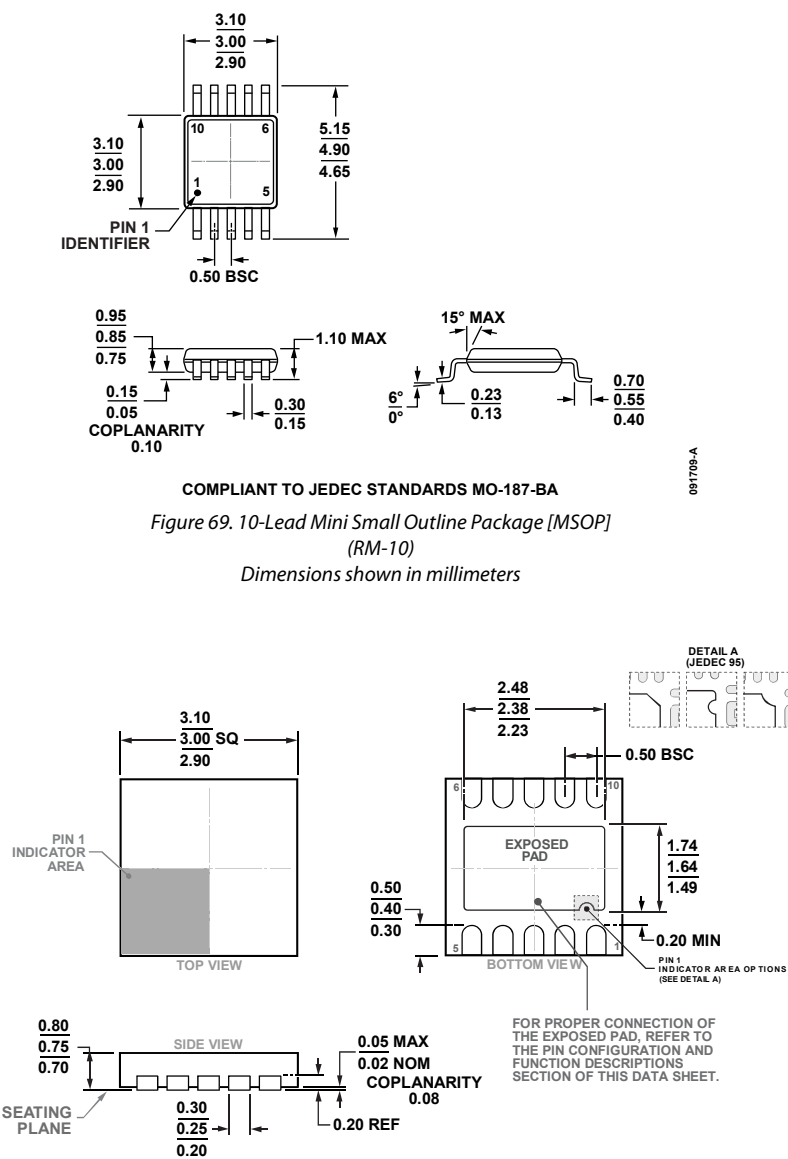 3.10
3.00
2.90
10 6
3.10
3.00
2.90
5.15
4.90
4.65
1 5
PIN 1
IDENTIFIER
0.50 BSC
0.95
0.85
0.75
1.10 MAX
0.15
0.05
COPLANARITY
0.10
0.30
0.15
15° MAX
6°
0°
0.23
0.13
0.70
0.55
0.40
COMPLIANT TO JEDEC STANDARDS MO-187-BA
091709-A
Figure 69. 10-Lead Mini Small Outline Package [MSOP]
(RM-10)
Dimensions shown in millimeters
DETAIL A
(JEDEC 95)
3.10
3.00 SQ
2.90
PIN 1
INDICATOR
AREA
TOP VIEW
2.48
2.38
2.23
0.50 BSC
6 10
EXPOSED
PAD
1.74
1.64
1.49
0.50
0.40
0.30
5 1
BOTTOM VIEW
0.20 MIN
PIN 1
INDICATOR AREA OPTIONS
(SEE DETAIL A)
FOR PROPER CONNECTION OF
THE EXPOSED PAD, REFER TO
THE PIN CONFIGURATION AND
FUNCTION DESCRIPTIONS
SECTION OF THIS DATA SHEET.
0.80
0.75
0.70
SIDE VIEW
0.05 MAX
0.02 NOM
COPLANARITY
0.08
SEATING
PLANE
0.30
0.25
0.20
0.20 REF